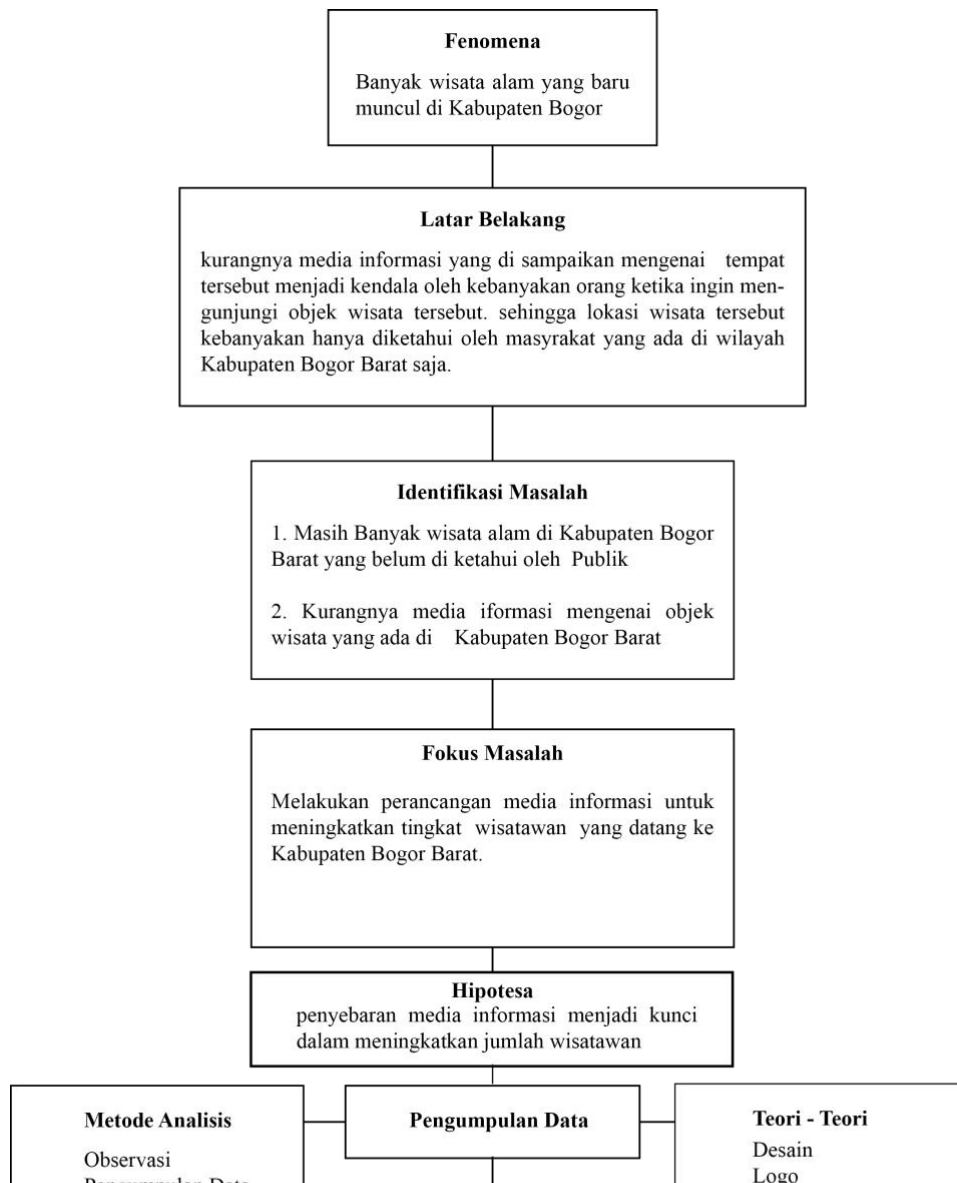 Fenomena
Banyak wisata alam yang baru
muncul di Kabupaten Bogor
Latar Belakang
kurangnya media informasi yang di sampaikan mengenai tempat
tersebut menjadi kendala oleh kebanyakan orang ketika ingin men-
gunjungi objek wisata tersebut. sehingga lokasi wisata tersebut
kebanyakan hanya diketahui oleh masyrakat yang ada di wilayah
Kabupaten Bogor Barat saja.
Identifikasi Masalah
1. Masih Banyak wisata alam di Kabupaten Bogor
Barat yang belum di ketahui oleh Publik
2. Kurangnya media iformasi mengenai objek
wisata yang ada di Kabupaten Bogor Barat
Fokus Masalah
Melakukan perancangan media informasi untuk
meningkatkan tingkat wisatawan yang datang ke
Kabupaten Bogor Barat.
Hipotesa
penyebaran media informasi menjadi kunci
dalam meningkatkan jumlah wisatawan
Metode Analisis
Observasi
Pengumpulan Data
Pengumpulan Data
Teori - Teori
Desain
Logo